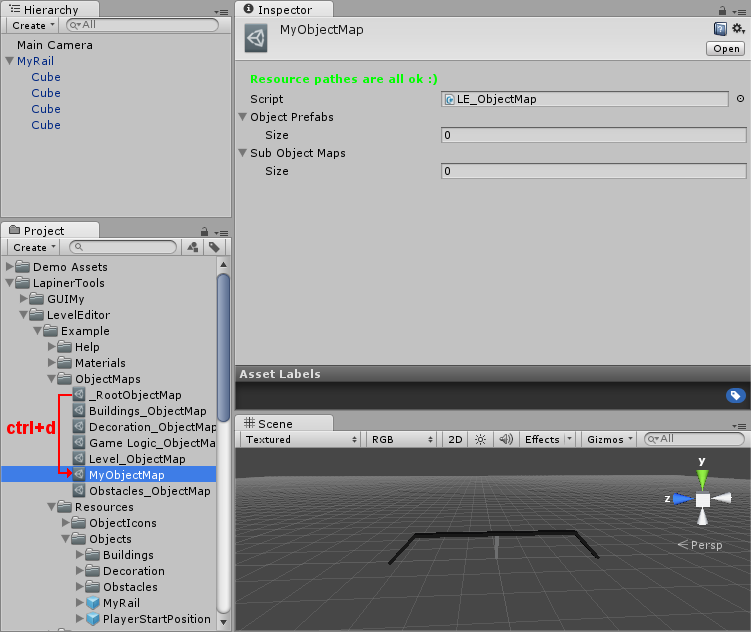 Hierarchy
Create
All
Main Camera
MyRail
Cube
Cube
Cube
Cube
Project
Create
Demo Assets
LapinerTools
GUIMy
LevelEditor
Example
Help
Materials
ObjectMaps
_RootObjectMap
Buildings_ObjectMap
Decoration_ObjectMap
Game Logic_ObjectMa
Level_ObjectMap
MyObjectMap
Obstacles_ObjectMap
ctrl+d
Resources
ObjectIcons
Objects
Buildings
Decoration
Obstacles
MyRail
PlayerStartPosition
Inspector
MyObjectMap
Open
Resource pathes are all ok :)
Script LE_ObjectMap
Object Prefabs
Size 0
Sub Object Maps
Size 0
Asset Labels
Scene
Textured RGB 2D Effects Gizmos All
y
z
Persp